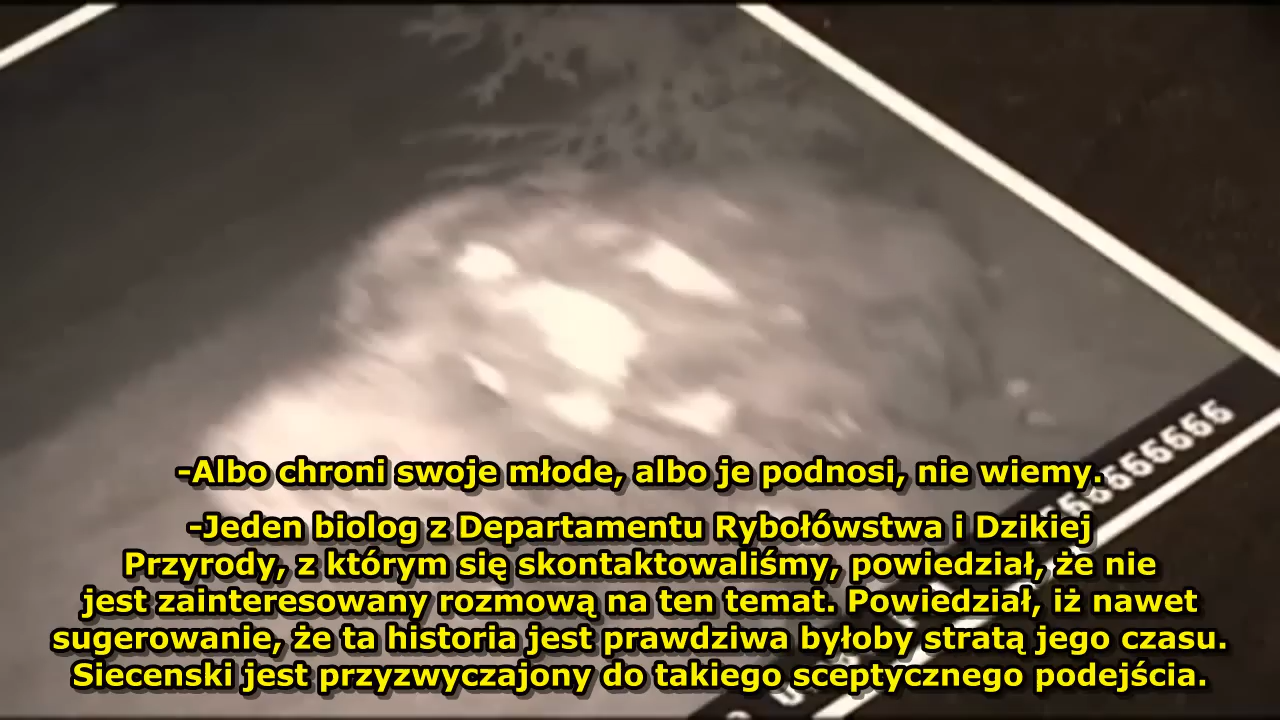 -Albo chroni swoje młode, albo je podnosi, nie wiemy.
-Jeden biolog z Departamentu Rybołówstwa i Dzikiej
Przyrody, z którym się skontaktowaliśmy, powiedział, że nie
jest zainteresowany rozmową na ten temat. Powiedział, iż nawet
sugerowanie, że ta historia jest prawdziwa byłoby stratą jego czasu.
Siecenski jest przyzwyczajony do takiego sceptycznego podejścia.